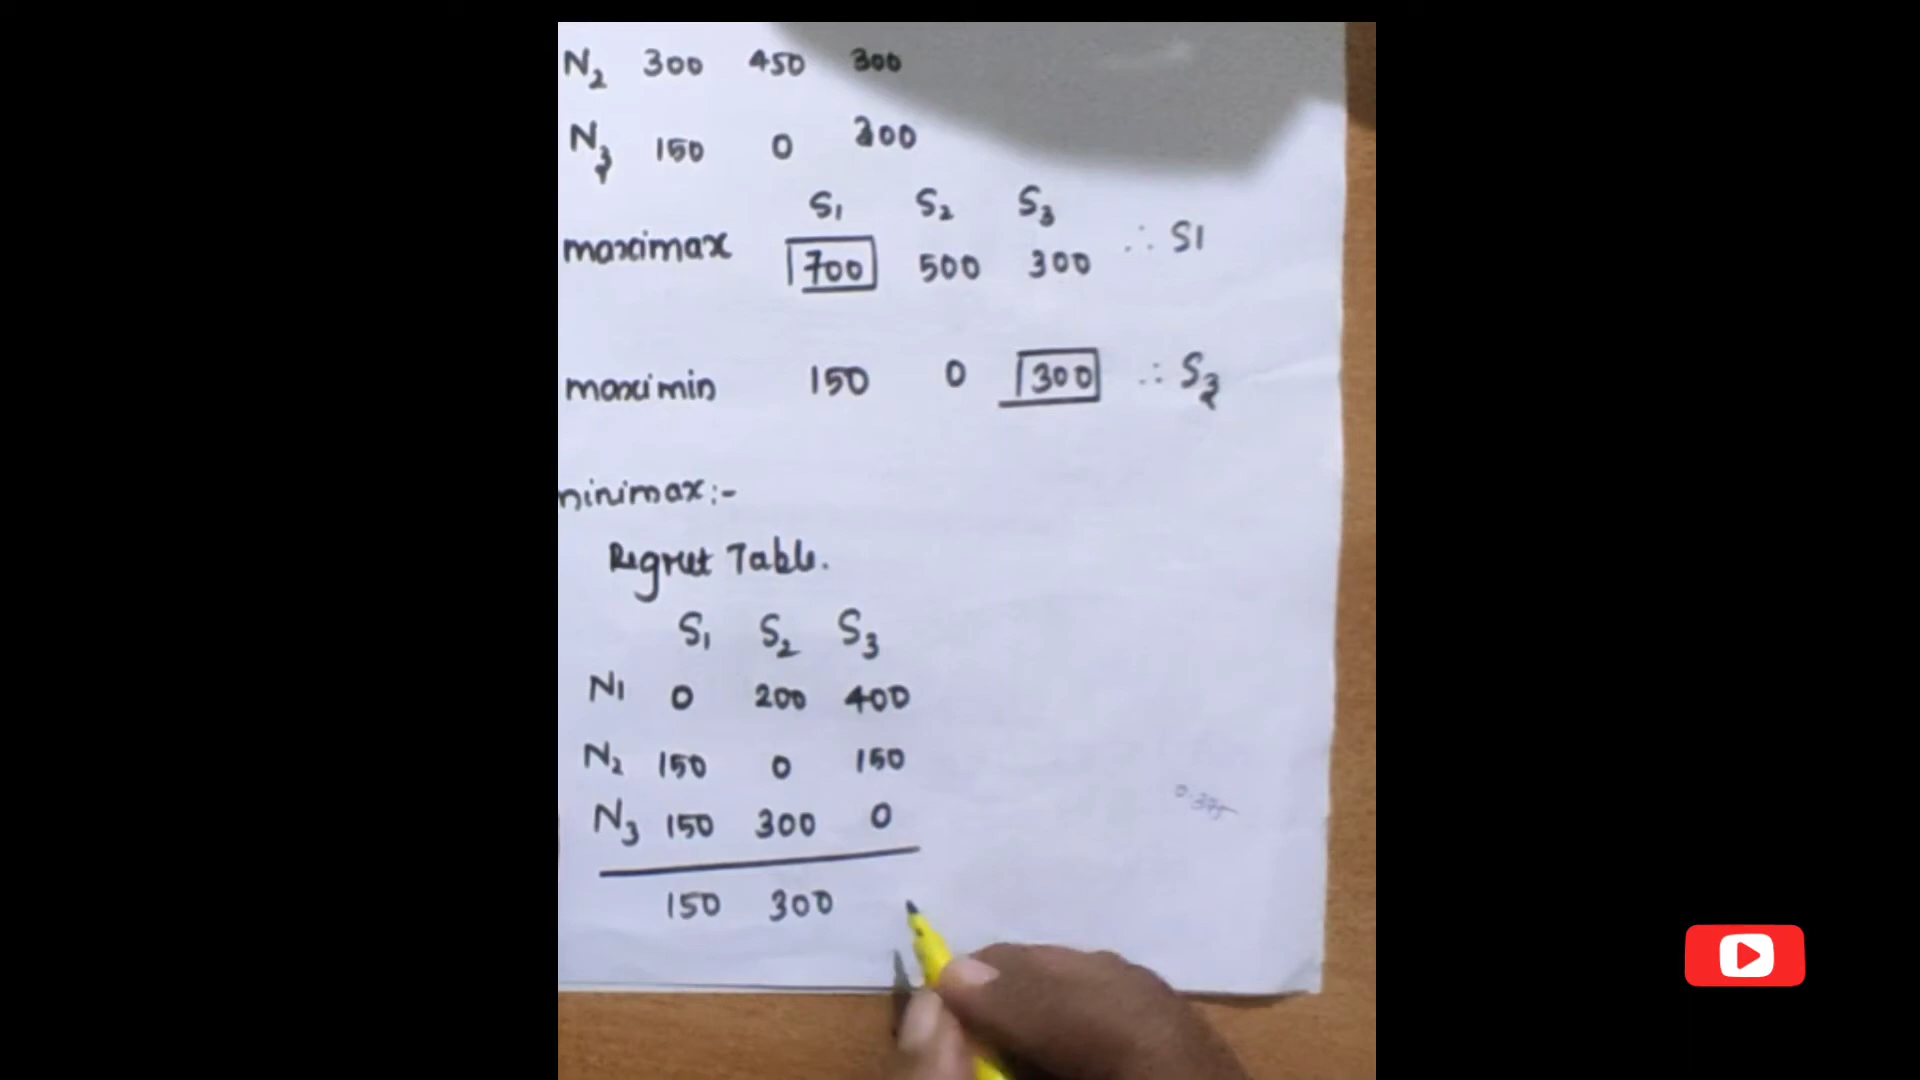 N2 300 450 300
N3 150 0 300
S1 S2 S3
maximax 700 500 300 ∴ S1
maximin 150 0 300 ∴ S3
minimax:-
Regret Table.
S1 S2 S3
N1 0 200 400
N2 150 0 150
N3 150 300 0
150 300